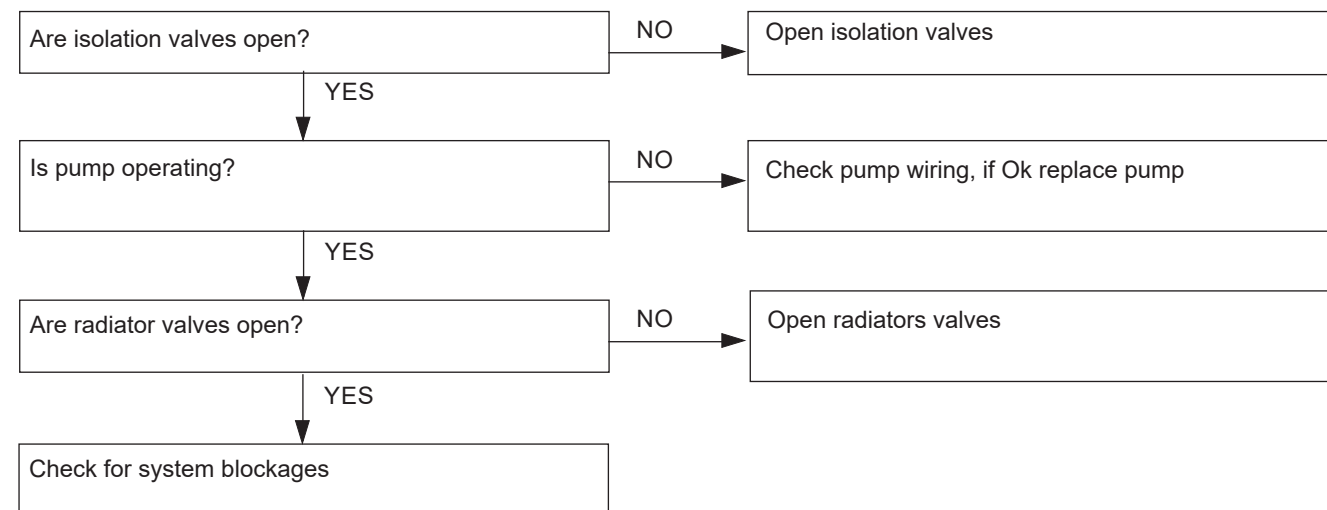 Are isolation valves open?
NO
Open isolation valves
YES
Is pump operating?
NO
Check pump wiring, if Ok replace pump
YES
Are radiator valves open?
NO
Open radiators valves
YES
Check for system blockages